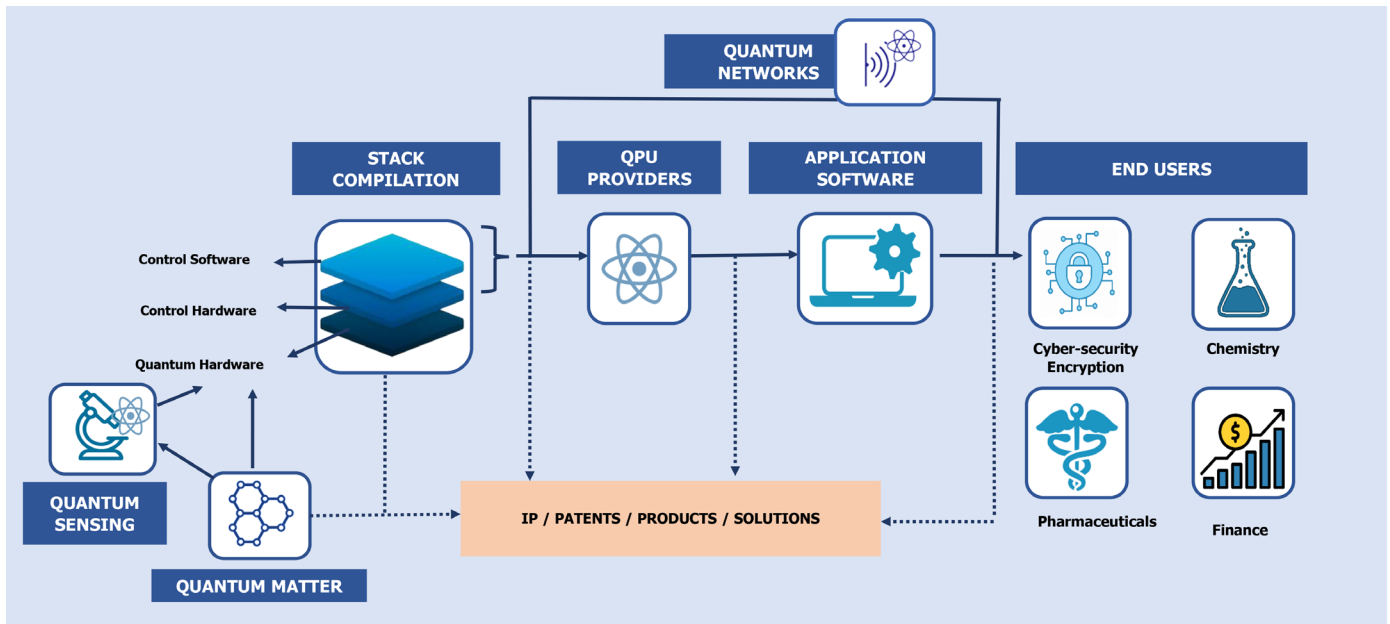 QUANTUM
NETWORKS
STACK
COMPILATION
QPU
PROVIDERS
APPLICATION
SOFTWARE
END USERS
Control Software
Control Hardware
Quantum Hardware
Cyber-security
Encryption
Chemistry
QUANTUM
SENSING
IP / PATENTS / PRODUCTS / SOLUTIONS
Pharmaceuticals
Finance
QUANTUM MATTER